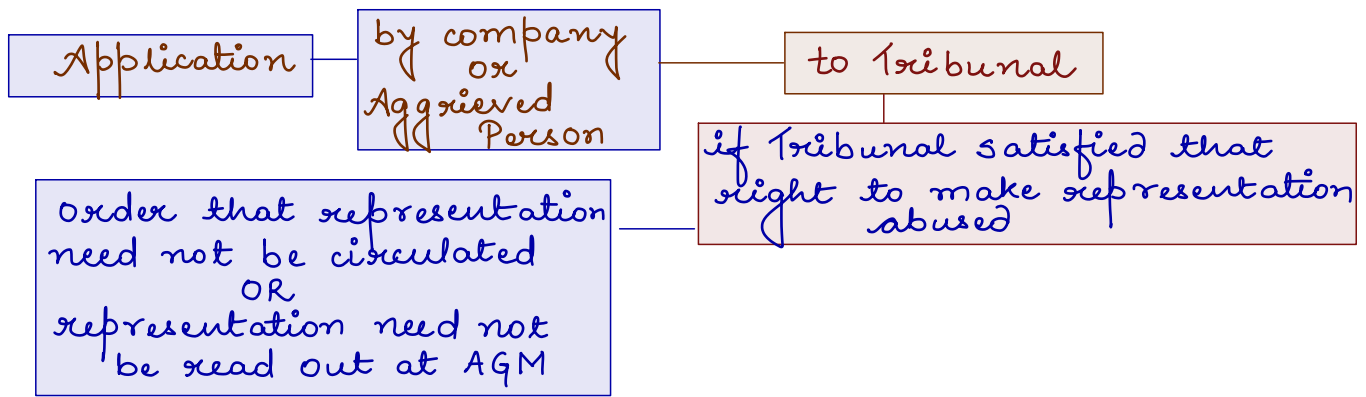 Application
by company
or
Aggrieved
Person
to Tribunal
if Tribunal satisfied that
right to make representation
abused
order that representation
need not be circulated
OR
representation need not
be read out at AGM